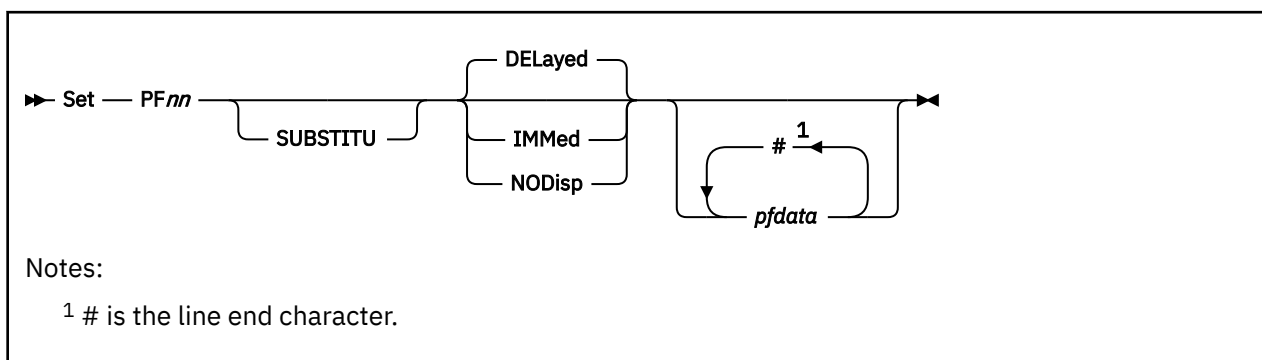 DELayed
Set PFnn
SUBSTITU
IMMed
NODisp
# 1
pfdata
Notes:
1 # is the line end character.